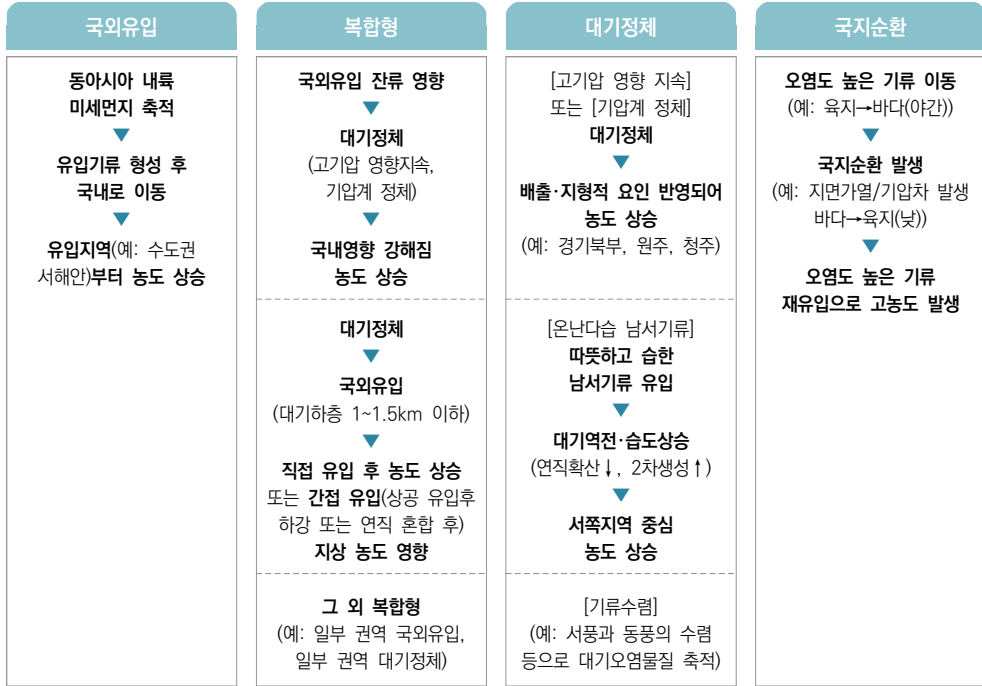 국외유입
동아시아 내륙
미세먼지 축적
▼
유입기류 형성 후
국내로 이동
▼
유입지역(예: 수도권
서해안)부터 농도 상승
복합형
국외유입 잔류 영향
▼
대기정체
(고기압 영향지속,
기압계 정체)
▼
국내영향 강해짐
농도 상승
대기정체
▼
국외유입
(대기하층 1~1.5km 이하)
▼
직접 유입 후 농도 상승
또는 간접 유입(상공 유입후
하강 또는 연직 혼합 후)
지상 농도 영향
그 외 복합형
(예: 일부 권역 국외유입,
일부 권역 대기정체)
대기정체
[고기압 영향 지속]
또는 [기압계 정체]
대기정체
▼
배출·지형적 요인 반영되어
농도 상승
(예: 경기북부, 원주, 청주)
[온난다습 남서기류]
따뜻하고 습한
남서기류 유입
▼
대기역전·습도상승
(연직확산↓, 2차생성↑)
▼
서쪽지역 중심
농도 상승
[기류수렴]
(예: 서풍과 동풍의 수렴
등으로 대기오염물질 축적)
국지순환
오염도 높은 기류 이동
(예: 육지→바다(야간))
▼
국지순환 발생
(예: 지면가열/기압차 발생
바다→육지(낮))
▼
오염도 높은 기류
재유입으로 고농도 발생